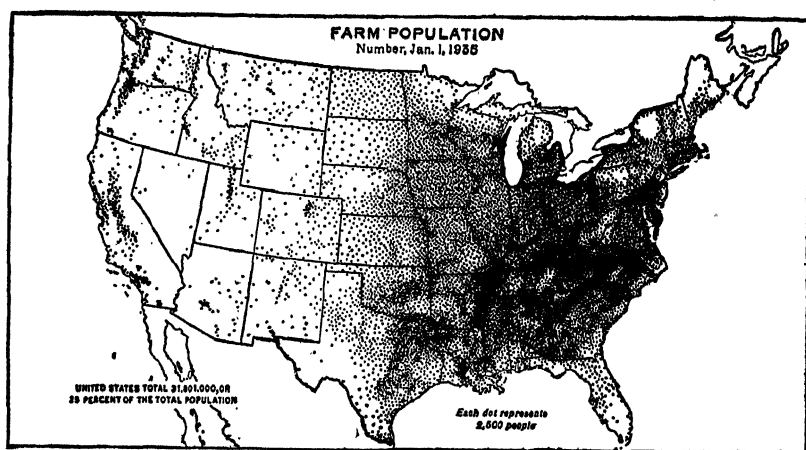 FARM POPULATION
Number, Jan. 1, 1935
UNITED STATES TOTAL 31,801,000, OR
25 PERCENT OF THE TOTAL POPULATION
Each dot represents
2,500 people